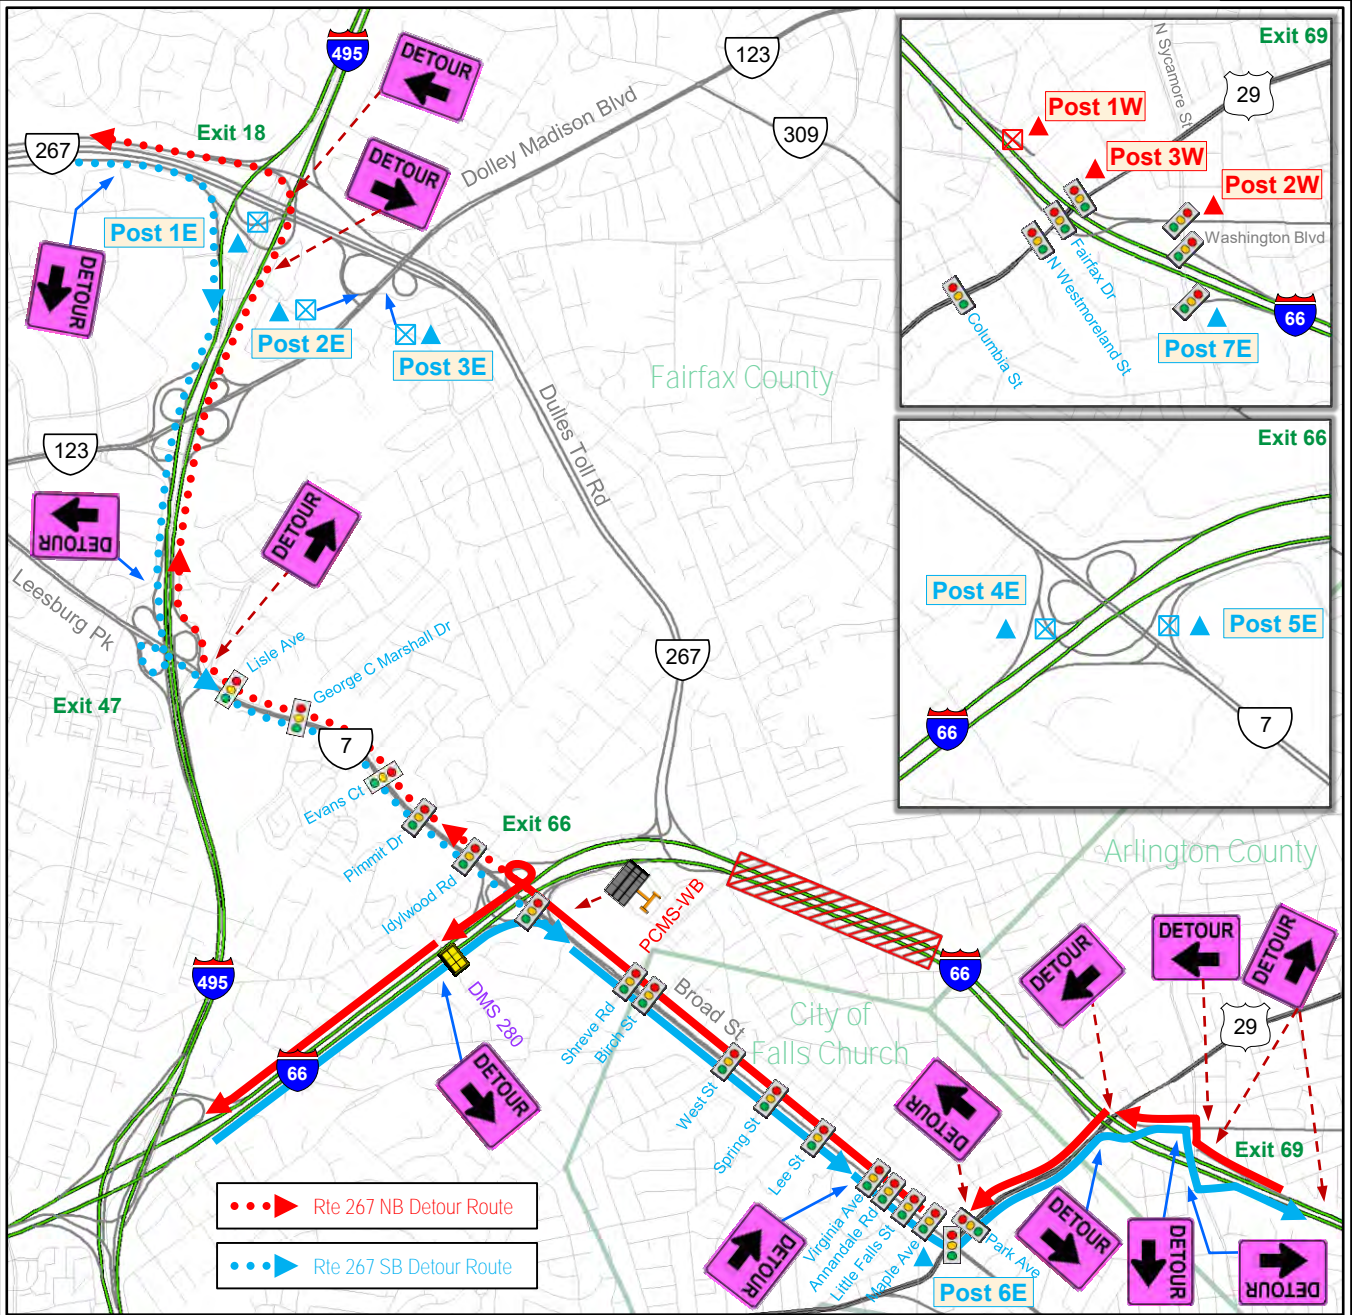 495
DETOUR
123
Exit 18
267
Dolley Madison Blvd
DETOUR
309
Post 1E
DETOUR
Post 2E
Post 3E
Fairfax County
Dulles Toll Rd
123
DETOUR
DETOUR
Leesburg Pk
Lisle Ave
George C Marshall Dr
267
Exit 47
7
Evans Ct
Pimmit Dr
Idylwood Rd
Exit 66
PCMS-WB
DMS 280
495
66
DETOUR
Shreve Rd
Birch St
Broad St
West St
Spring St
Lee St
City of
Falls Church
Arlington County
66
DETOUR
DETOUR
DETOUR
29
DETOUR
Exit 69
Virginia Ave
Annandale Rd
Little Falls St
Maple Ave
Park Ave
DETOUR
Post 6E
DETOUR
DETOUR
DETOUR
Rte 267 NB Detour Route
Rte 267 SB Detour Route
Exit 69
N Sycamore St
29
Post 1W
Post 3W
Post 2W
Washington Blvd
Fairfax Dr
N Westmoreland St
Columbia St
66
Post 7E
Exit 66
Post 4E
Post 5E
66
7